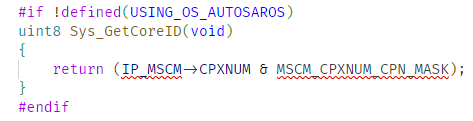 #if !defined(USING_OS_AUTOSAROS)
uint8 Sys_GetCoreID(void)
{
    return (IP_MSCM->CPXNUM & MSCM_CPXNUM_CPN_MASK);
}
#endif